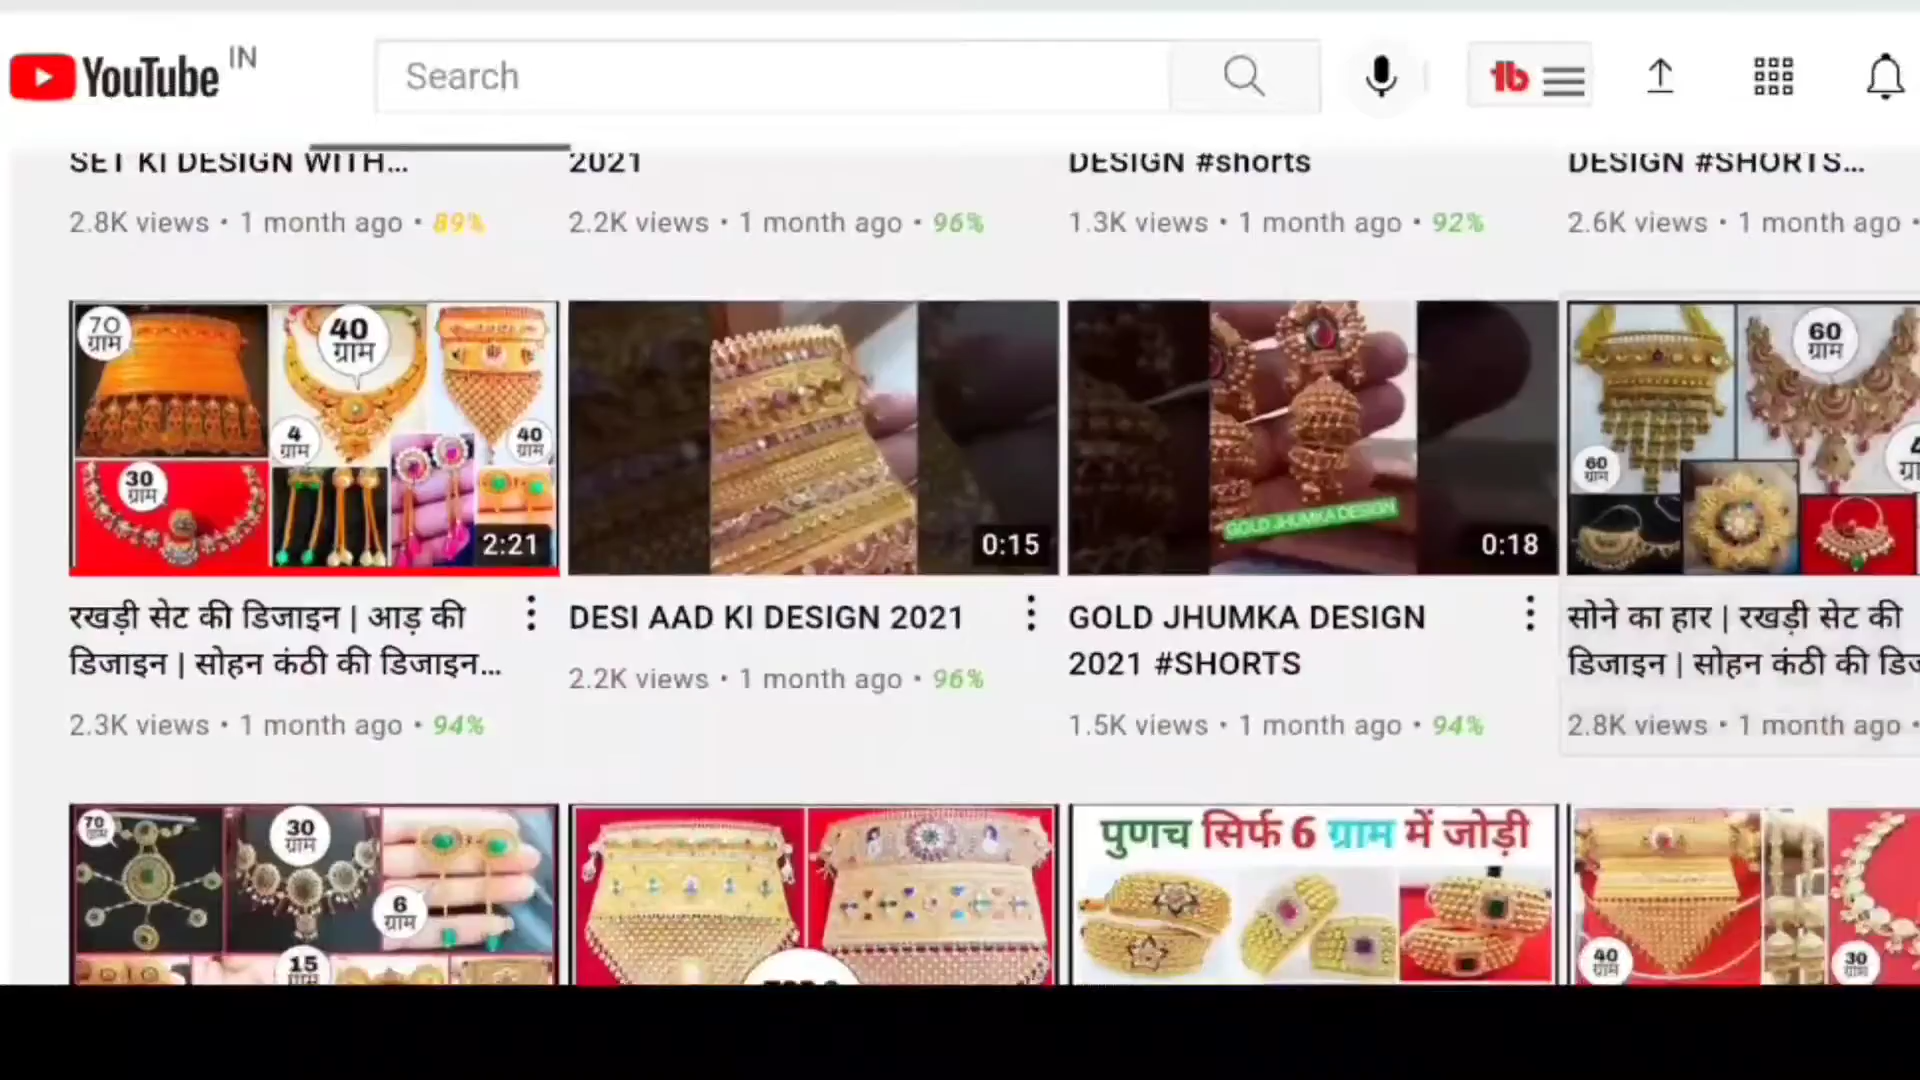 YouTube IN
Search
tb
SET KI DESIGN WITH...
2021
DESIGN #shorts
DESIGN #SHORTS...
2.8K views • 1 month ago • 89%
2.2K views • 1 month ago • 96%
1.3K views • 1 month ago • 92%
2.6K views • 1 month ago •
70
ग्राम
40
ग्राम
4
ग्राम
40
ग्राम
30
ग्राम
2:21
0:15
GOLD JHUMKA DESIGN
0:18
60
ग्राम
60
ग्राम
रखड़ी सेट की डिजाइन | आड़ की
डिजाइन | सोहन कंठी की डिजाइन...
2.3K views • 1 month ago • 94%
DESI AAD KI DESIGN 2021
2.2K views • 1 month ago • 96%
GOLD JHUMKA DESIGN
2021 #SHORTS
1.5K views • 1 month ago • 94%
सोने का हार | रखड़ी सेट की
डिजाइन | सोहन कंठी की
2.8K views • 1 month ago •
70
ग्राम
30
ग्राम
6
ग्राम
15
ग्राम
पुणच सिर्फ 6 ग्राम में जोड़ी
40
ग्राम
30
ग्राम